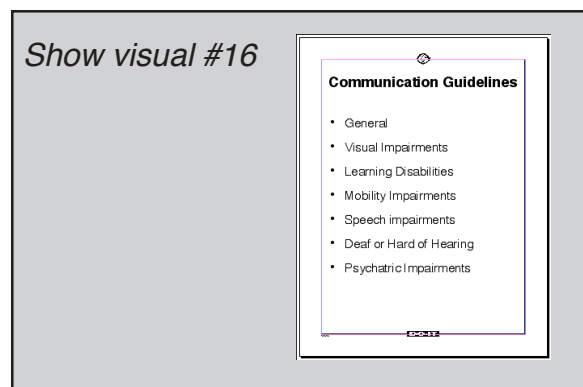 Show visual #16
Communication Guidelines
• General
• Visual Impairments
• Learning Disabilities
• Mobility Impairments
• Speech impairments
• Deaf or Hard of Hearing
• Psychatric Impairments
D-O-IT